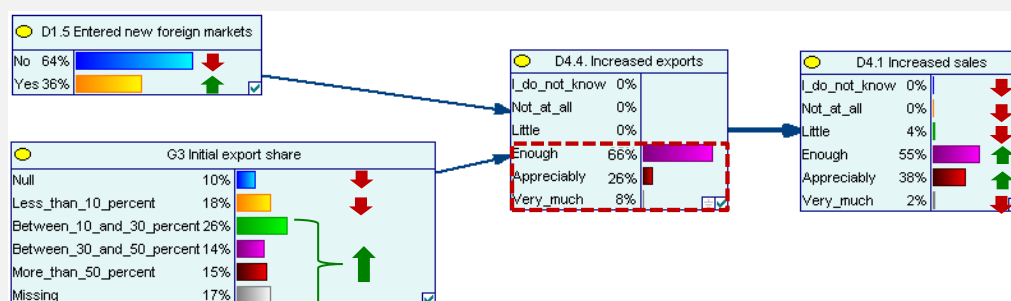 D1.5 Entered new foreign markets
No 64%
Yes 36%
G3 Initial export share
Null 10%
Less_than_10_percent 18%
Between_10_and_30_percent 26%
Between_30_and_50_percent 14%
More_than_50_percent 15%
Missing 17%
D4.4. Increased exports
I_do_not_know 0%
Not_at_all 0%
Little 0%
Enough 66%
Appreciably 26%
Very_much 8%
D4.1 Increased sales
I_do_not_know 0%
Not_at_all 0%
Little 4%
Enough 55%
Appreciably 38%
Very_much 2%